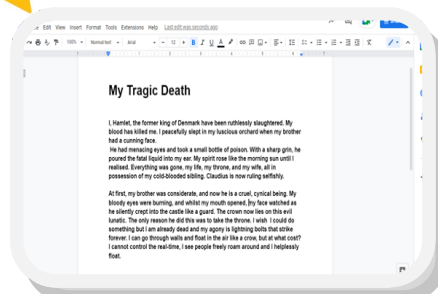 File Edit View Insert Format Tools Extensions Help Last edit was seconds ago
100% Normal text Arial 12 B I U A
My Tragic Death
I, Hamlet, the former king of Denmark have been ruthlessly slaughtered. My
blood has killed me. I peacefully slept in my luscious orchard when my brother
had a cunning face.
He had menacing eyes and took a small bottle of poison. With a sharp grin, he
poured the fatal liquid into my ear. My spirit rose like the morning sun until I
realised. Everything was gone, my life, my throne, and my wife, all in
possession of my cold-blooded sibling. Claudius is now ruling selfishly.
At first, my brother was considerate, and now he is a cruel, cynical being. My
bloody eyes were burning, and whilst my mouth opened, my face watched as
he silently crept into the castle like a guard. The crown now lies on this evil
lunatic. The only reason he did this was to take the throne. I wish I could do
something but I am already dead and my agony is lightning bolts that strike
forever. I can go through walls and float in the air like a crow, but at what cost?
I cannot control the real-time, I see people freely roam around and I helplessly
float.